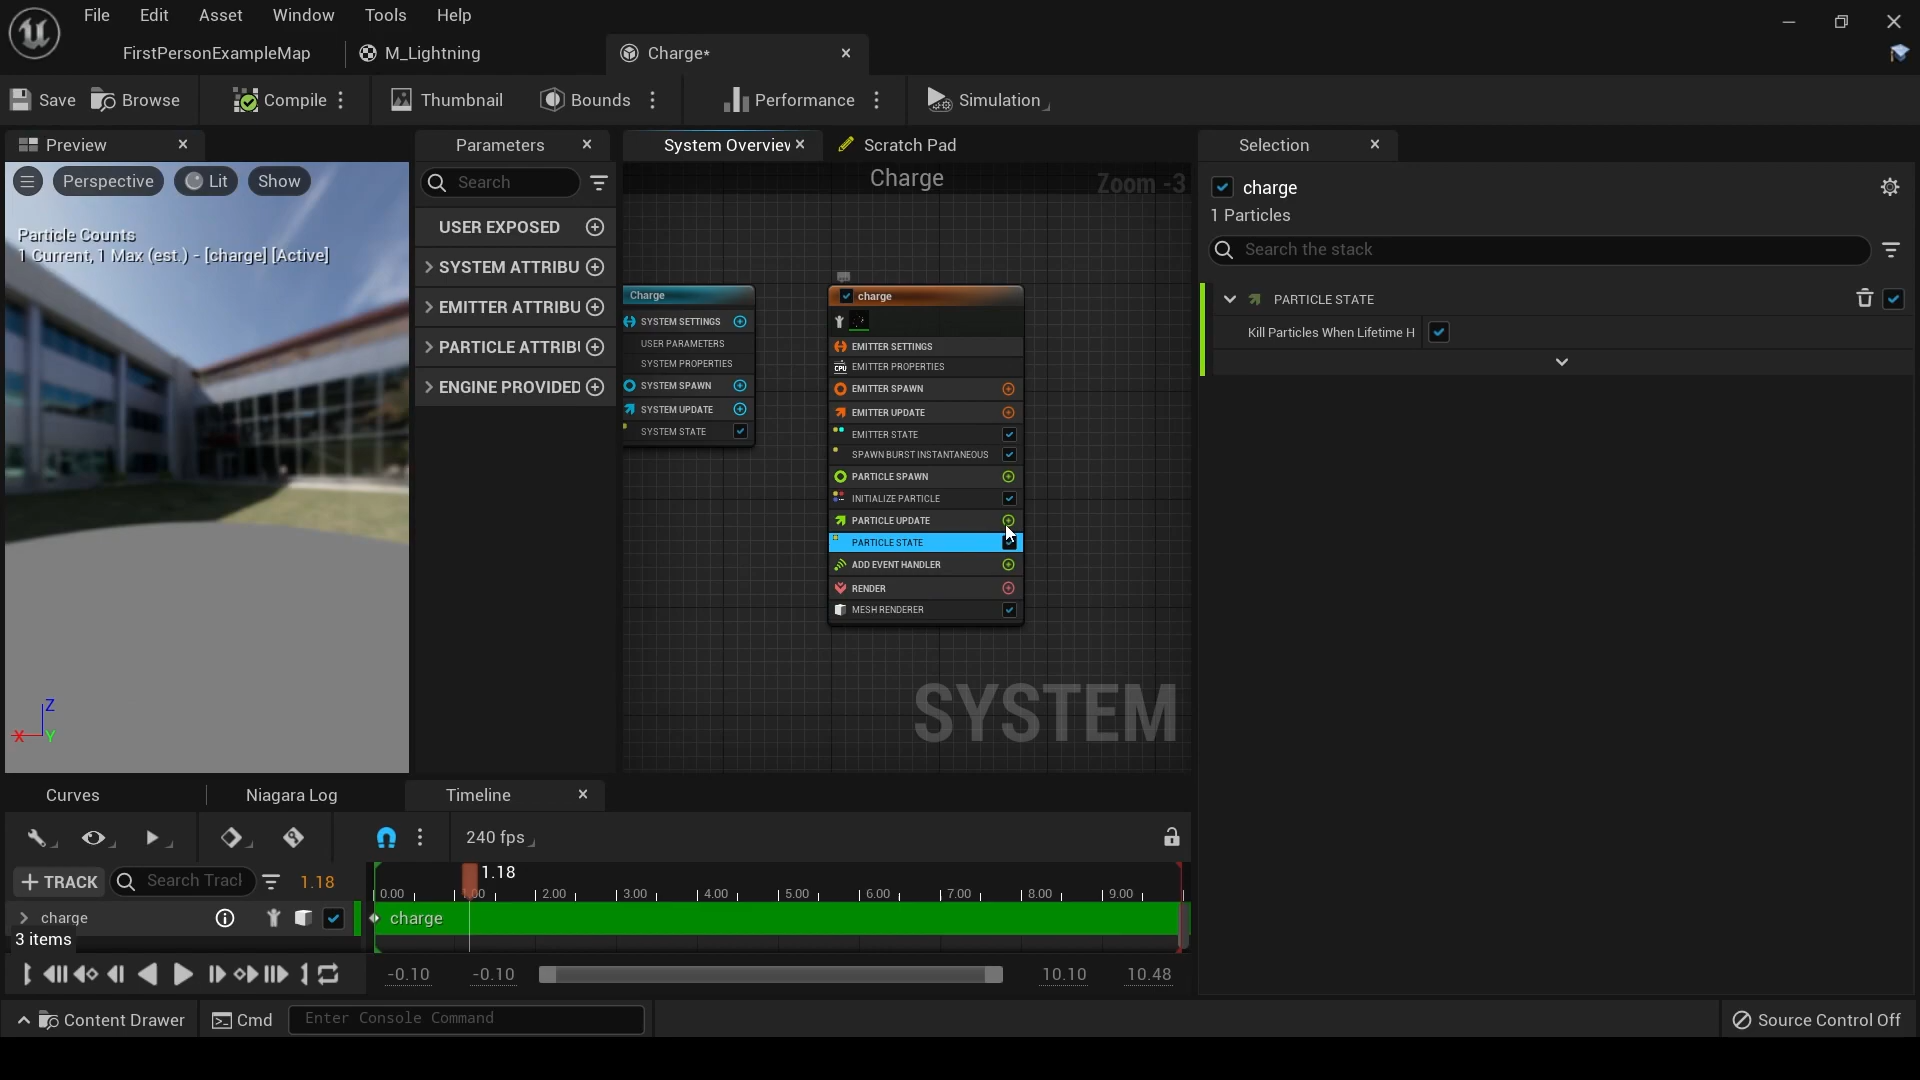 File Edit Asset Window Tools Help
FirstPersonExampleMap M_Lightning Charge*
Save Browse Compile Thumbnail Bounds Performance Simulation
Preview Parameters System Overview Scratch Pad Selection
Perspective Lit Show
Search
Charge
Zoom -3
charge
1 Particles
Search the stack
Particle Counts
1 Current, 1 Max (est.) - [charge] [Active]
USER EXPOSED
SYSTEM ATTRIBU
EMITTER ATTRIBU
PARTICLE ATTRIBU
ENGINE PROVIDED
Charge
SYSTEM SETTINGS
USER PARAMETERS
SYSTEM PROPERTIES
SYSTEM SPAWN
SYSTEM UPDATE
SYSTEM STATE
charge
EMITTER SETTINGS
CPU EMITTER PROPERTIES
EMITTER SPAWN
EMITTER UPDATE
EMITTER STATE
SPAWN BURST INSTANTANEOUS
PARTICLE SPAWN
INITIALIZE PARTICLE
PARTICLE UPDATE
PARTICLE STATE
ADD EVENT HANDLER
RENDER
MESH RENDERER
SYSTEM
PARTICLE STATE
Kill Particles When Lifetime H
Z
X Y
Curves Niagara Log Timeline
240 fps
TRACK Search Track 1.18
1.18
0.00 1.00 2.00 3.00 4.00 5.00 6.00 7.00 8.00 9.00
charge
charge
3 items
-0.10 -0.10 10.10 10.48
Content Drawer Cmd Enter Console Command Source Control Off